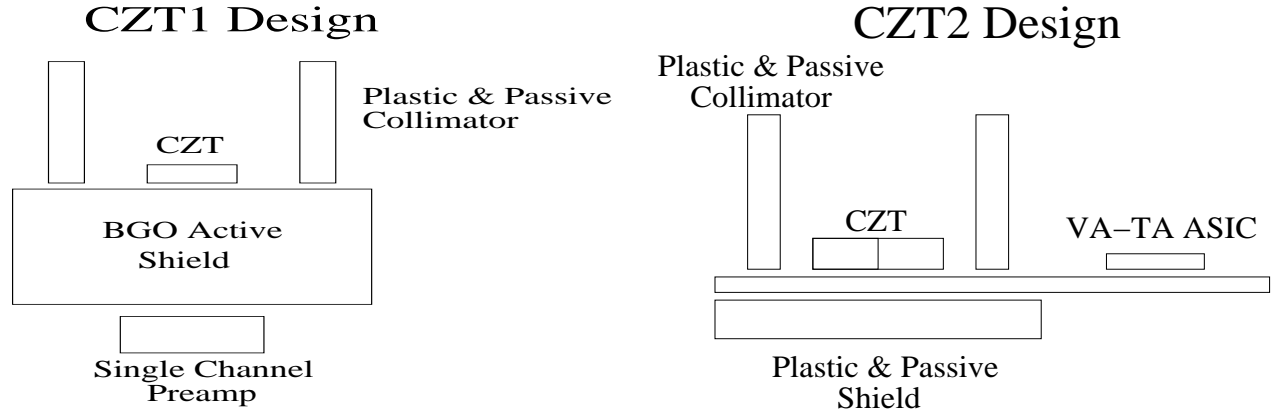 CZT1 Design
Plastic & Passive
Collimator
CZT
BGO Active
Shield
Single Channel
Preamp
CZT2 Design
Plastic & Passive
Collimator
CZT
VA−TA ASIC
Plastic & Passive
Shield